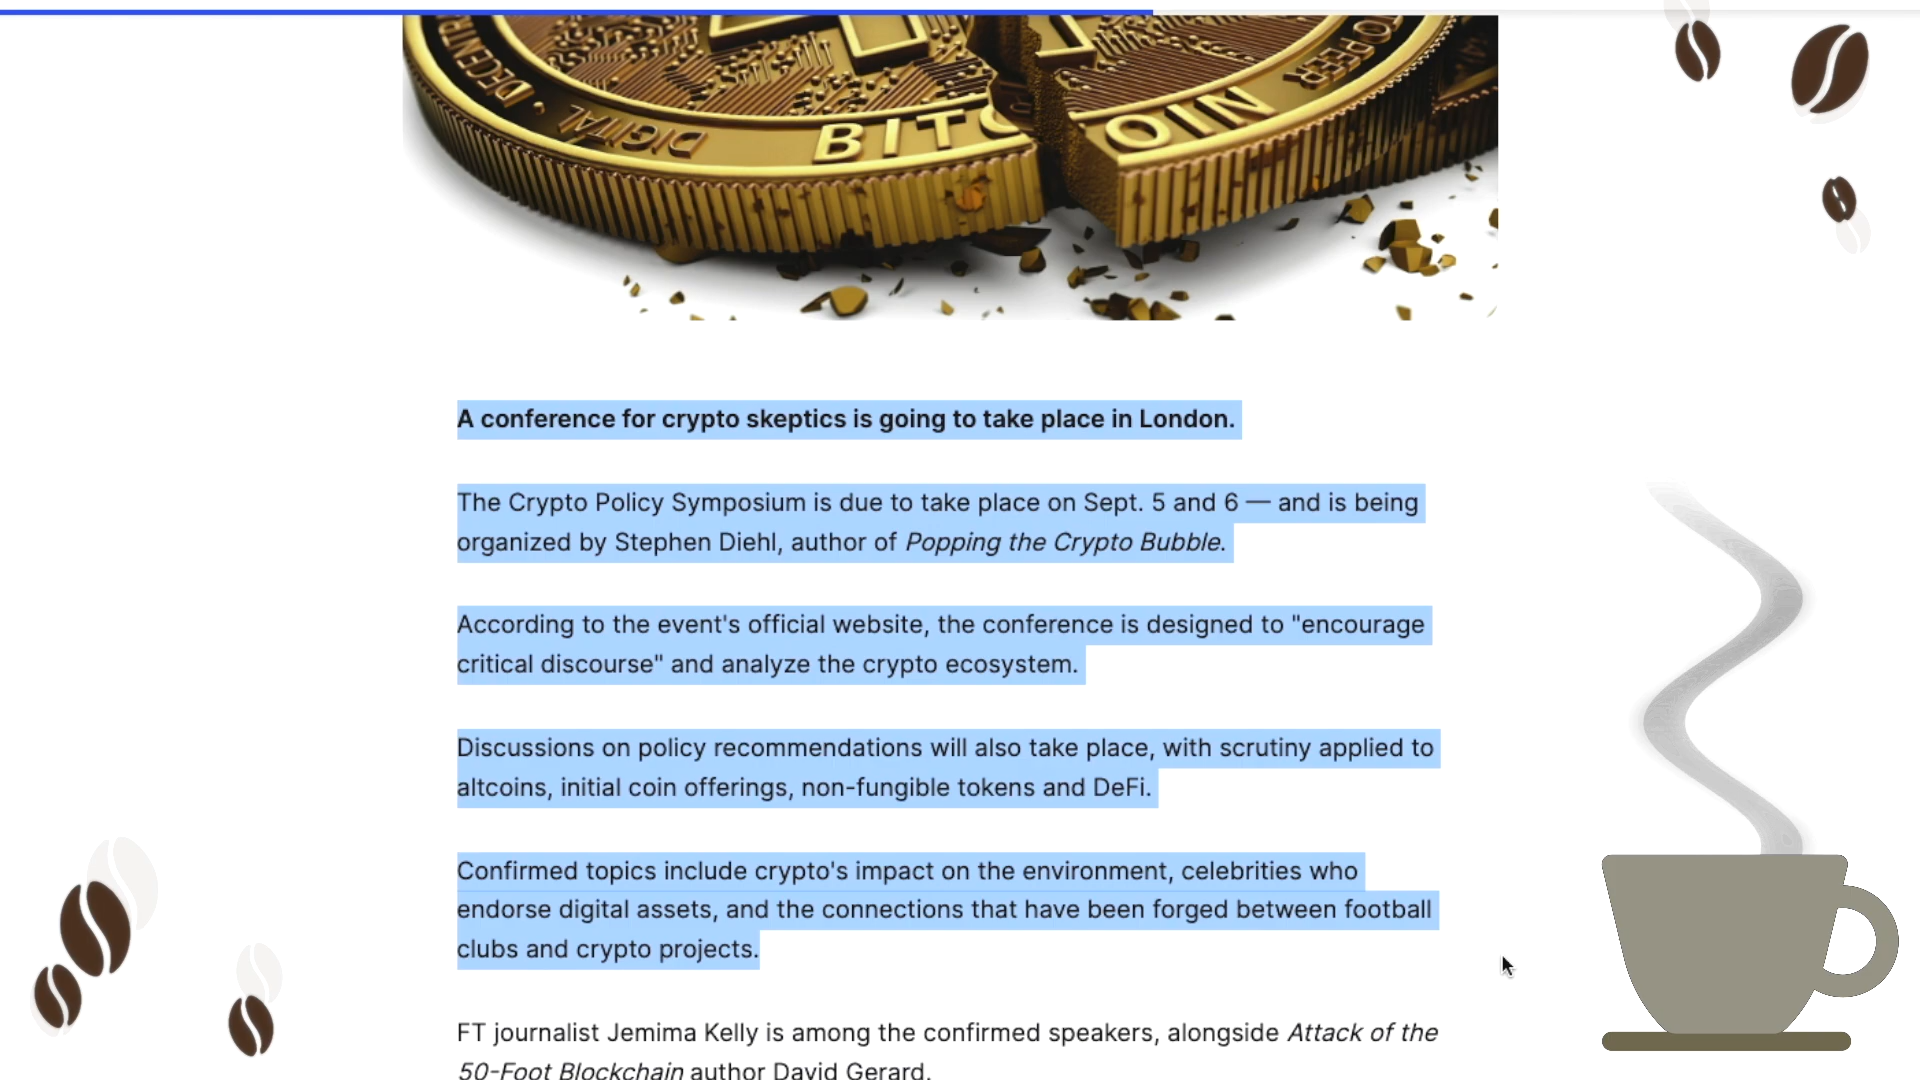 DECENTR
DIGITAL
BITCOIN
TO PEER
A conference for crypto skeptics is going to take place in London.
The Crypto Policy Symposium is due to take place on Sept. 5 and 6 — and is being
organized by Stephen Diehl, author of Popping the Crypto Bubble.
According to the event's official website, the conference is designed to "encourage
critical discourse" and analyze the crypto ecosystem.
Discussions on policy recommendations will also take place, with scrutiny applied to
altcoins, initial coin offerings, non-fungible tokens and DeFi.
Confirmed topics include crypto's impact on the environment, celebrities who
endorse digital assets, and the connections that have been forged between football
clubs and crypto projects.
FT journalist Jemima Kelly is among the confirmed speakers, alongside Attack of the
50-Foot Blockchain author David Gerard.